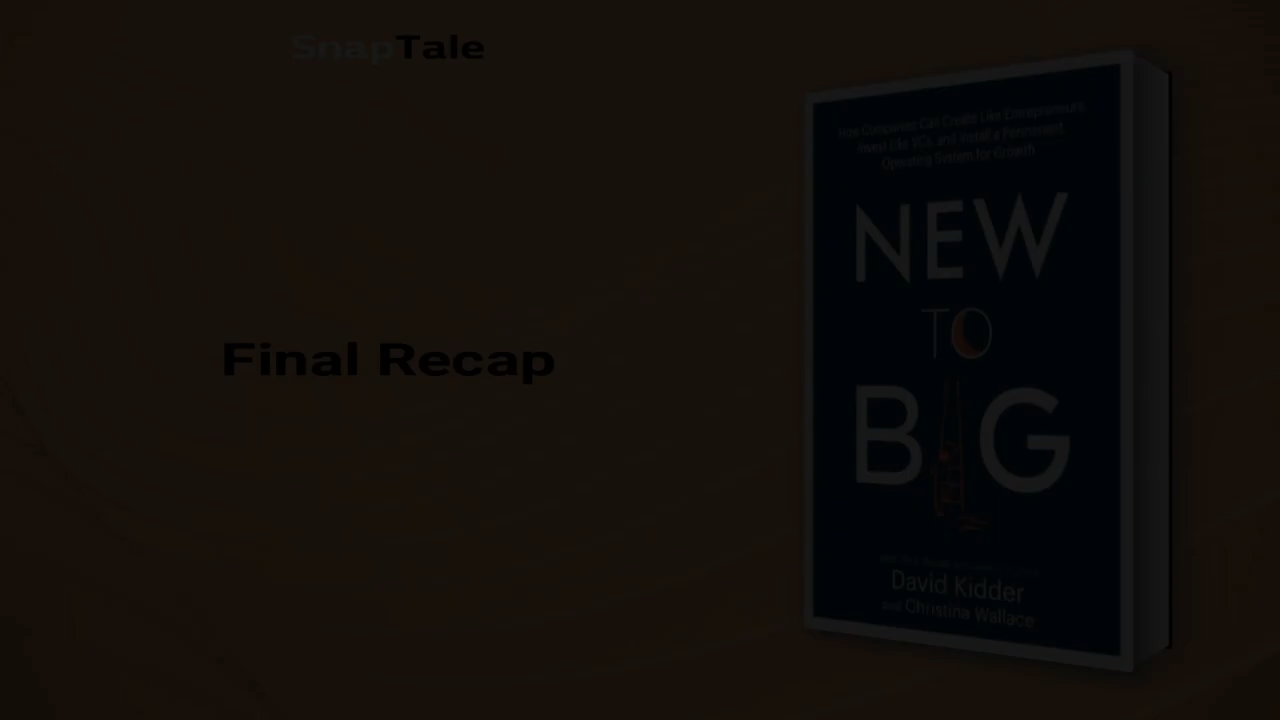 SnapTale
Final Recap
How Companies Can Create Like Entrepreneurs,
Invest Like VCs, and Install a Permanent
Operating System for Growth
NEW
TO
BIG
David Kidder
and Christina Wallace